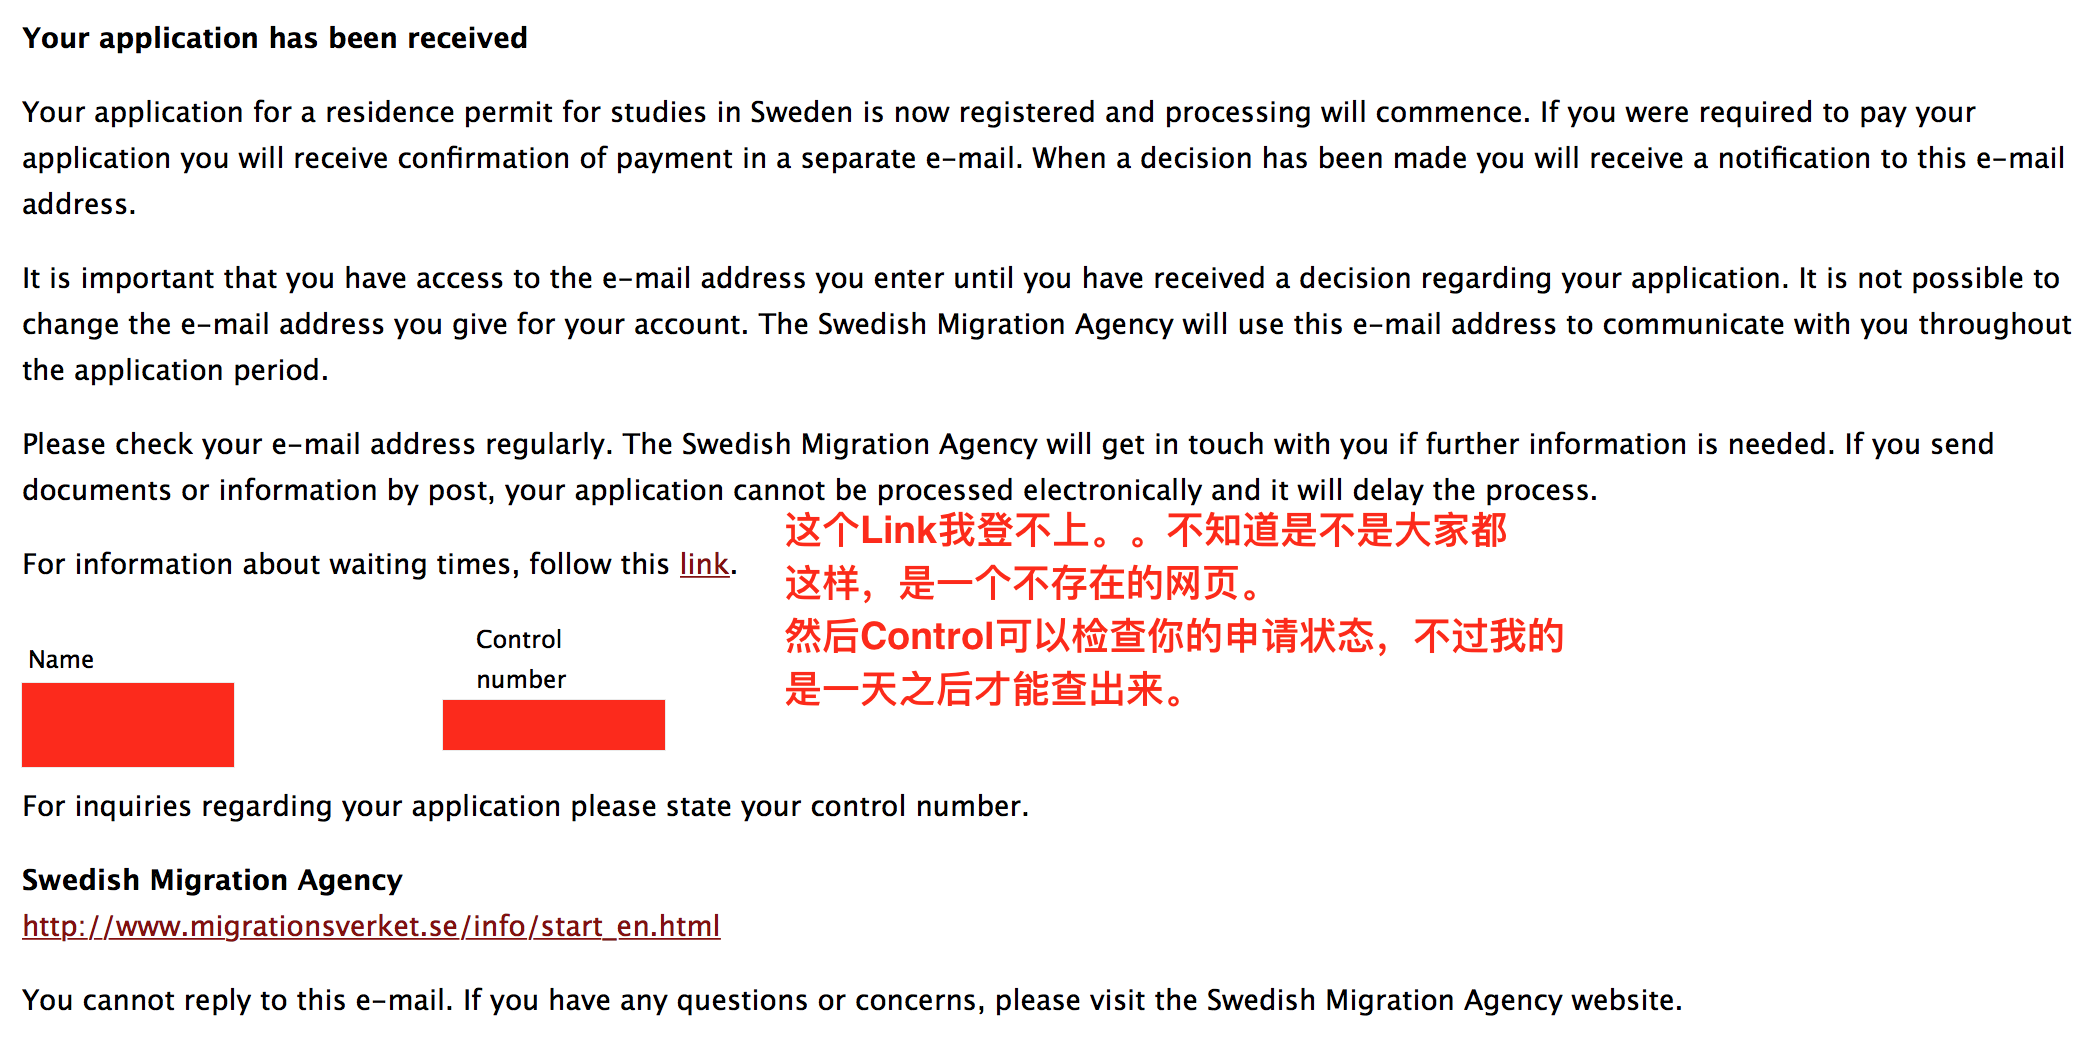 Your application has been received
Your application for a residence permit for studies in Sweden is now registered and processing will commence. If you were required to pay your
application you will receive confirmation of payment in a separate e-mail. When a decision has been made you will receive a notification to this e-mail
address.
It is important that you have access to the e-mail address you enter until you have received a decision regarding your application. It is not possible to
change the e-mail address you give for your account. The Swedish Migration Agency will use this e-mail address to communicate with you throughout
the application period.
Please check your e-mail address regularly. The Swedish Migration Agency will get in touch with you if further information is needed. If you send
documents or information by post, your application cannot be processed electronically and it will delay the process.
For information about waiting times, follow this link.
这个Link我登不上。。不知道是不是大家都
这样，是一个不存在的网页。
然后Control可以检查你的申请状态，不过我的
是一天之后才能查出来。
Name
Control
number
For inquiries regarding your application please state your control number.
Swedish Migration Agency
http://www.migrationsverket.se/info/start_en.html
You cannot reply to this e-mail. If you have any questions or concerns, please visit the Swedish Migration Agency website.